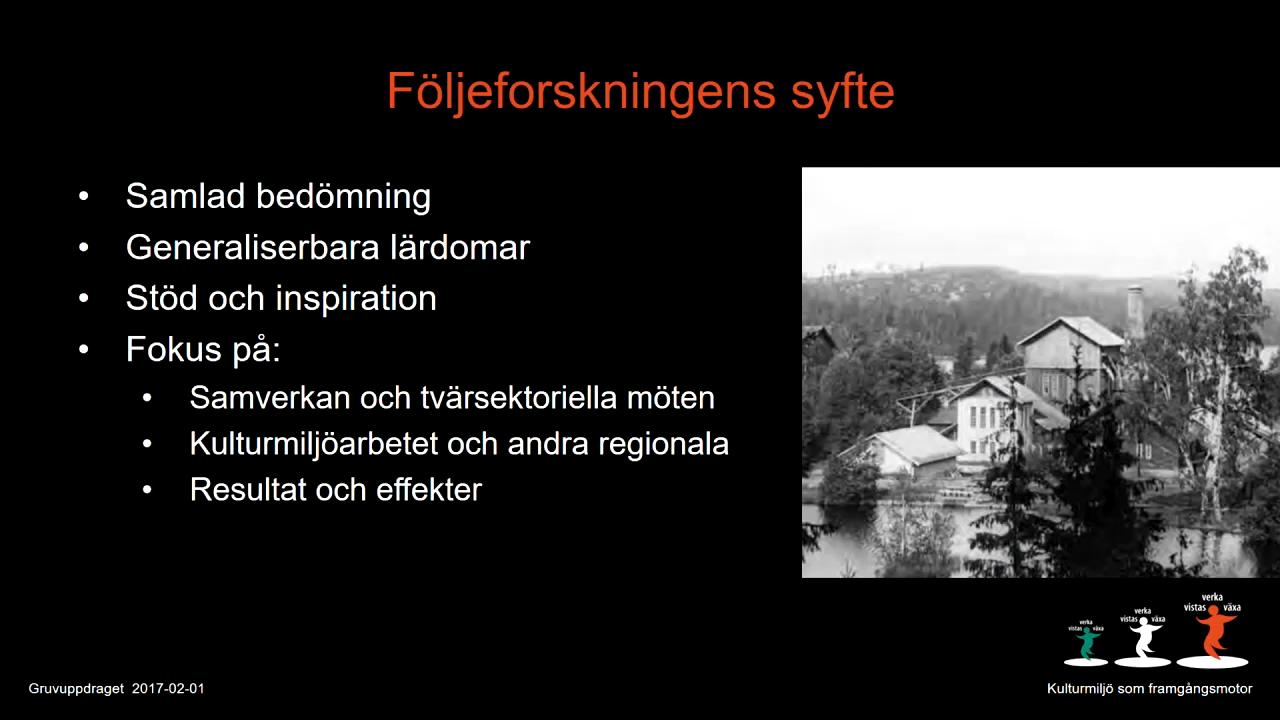 Följeforskningens syfte
• Samlad bedömning
• Generaliserbara lärdomar
• Stöd och inspiration
• Fokus på:
• Samverkan och tvärsektoriella möten
• Kulturmiljöarbetet och andra regionala
• Resultat och effekter
verka
vistas växa
verka
vistas växa
verka
vistas växa
Gruvuppdraget 2017-02-01
Kulturmiljö som framgångsmotor